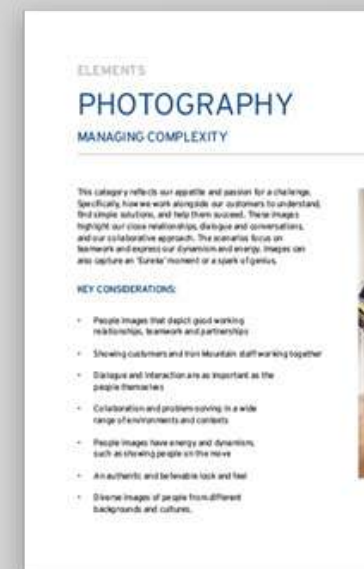 ELEMENTS
PHOTOGRAPHY
MANAGING COMPLEXITY
This category reflects our appetite and passion for a challenge.
Specifically, how we work alongside our customers to understand,
find simple solutions, and help them succeed. These images
highlight our close relationships, dialogue and conversations,
and our collaborative approach. The scenarios focus on
teamwork and express our dynamism and energy. Images can
also capture an 'Eureka' moment or a spark of genius.
KEY CONSIDERATIONS:
• People images that depict good working
relationships, teamwork and partnerships
• Showing customers and Iron Mountain staff working together
• Dialogue and interaction are as important as the
people themselves
• Collaboration and problem-solving in a wide
range of environments and contexts
• People images have energy and dynamism,
such as showing people on the move
• An authentic and believable look and feel
• Diverse images of people from different
backgrounds and cultures.